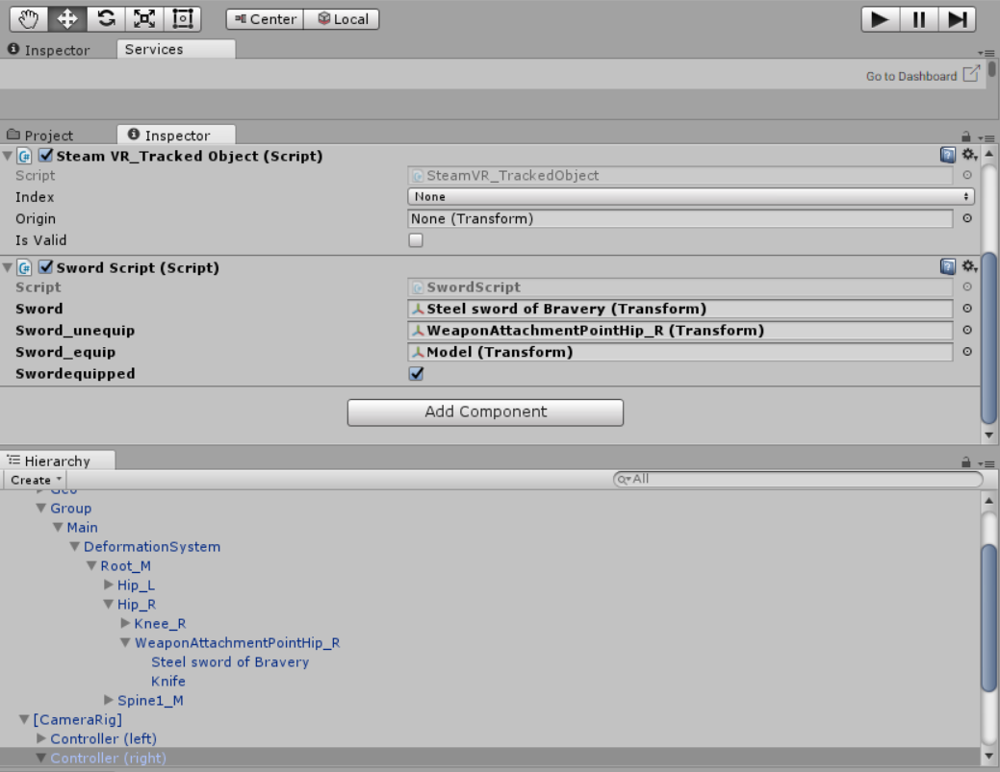 Center Local
Inspector Services
Go to Dashboard
Project Inspector
Steam VR_Tracked Object (Script)
Script SteamVR_TrackedObject
Index None
Origin None (Transform)
Is Valid
Sword Script (Script)
Script SwordScript
Sword Steel sword of Bravery (Transform)
Sword_unequip WeaponAttachmentPointHip_R (Transform)
Sword_equip Model (Transform)
Swordequipped
Add Component
Hierarchy
Create All
Geo
Group
Main
DeformationSystem
Root_M
Hip_L
Hip_R
Knee_R
WeaponAttachmentPointHip_R
Steel sword of Bravery
Knife
Spine1_M
[CameraRig]
Controller (left)
Controller (right)